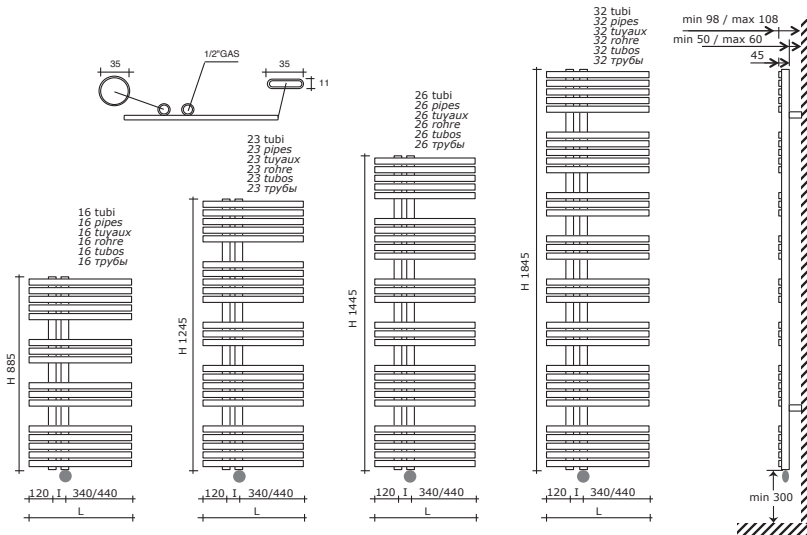 35
1/2"GAS
35
11
16 tubi
16 pipes
16 tuyaux
16 rohre
16 tubos
16 трубы
H 885
120 I 340/440
L
23 tubi
23 pipes
23 tuyaux
23 rohre
23 tubos
23 трубы
H 1245
120 I 340/440
L
26 tubi
26 pipes
26 tuyaux
26 rohre
26 tubos
26 трубы
H 1445
120 I 340/440
L
32 tubi
32 pipes
32 tuyaux
32 rohre
32 tubos
32 трубы
H 1845
120 I 340/440
L
min 98 / max 108
min 50 / max 60
45
min 300